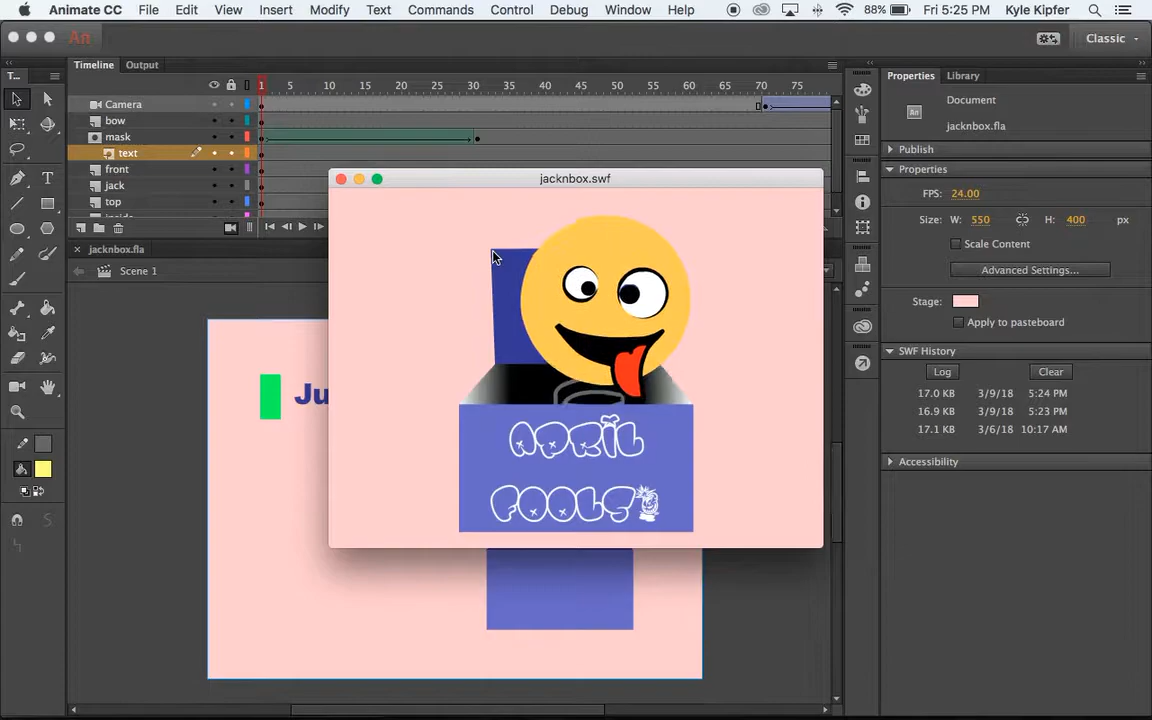 Animate CC File Edit View Insert Modify Text Commands Control Debug Window Help 88% Fri 5:25 PM Kyle Kipfer
An Classic
Timeline Output
T...
1 5 10 15 20 25 30 35 40 45 50 55 60 65 70 75
Camera
bow
mask
text
front
jack
top
inside
jacknbox.fla
Scene 1
Ju
jacknbox.swf
APRIL
FOOLS
Properties Library
Document
jacknbox.fla
Publish
Properties
FPS: 24.00
Size: W: 550 H: 400 px
Scale Content
Advanced Settings...
Stage:
Apply to pasteboard
SWF History
Log Clear
17.0 KB 3/9/18 5:24 PM
16.9 KB 3/9/18 5:23 PM
17.1 KB 3/6/18 10:17 AM
Accessibility